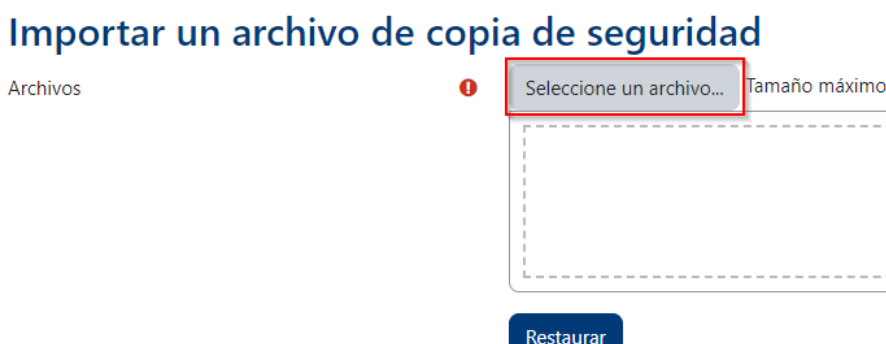 Importar un archivo de copia de seguridad
Archivos
Seleccione un archivo... Tamaño máximo
Restaurar